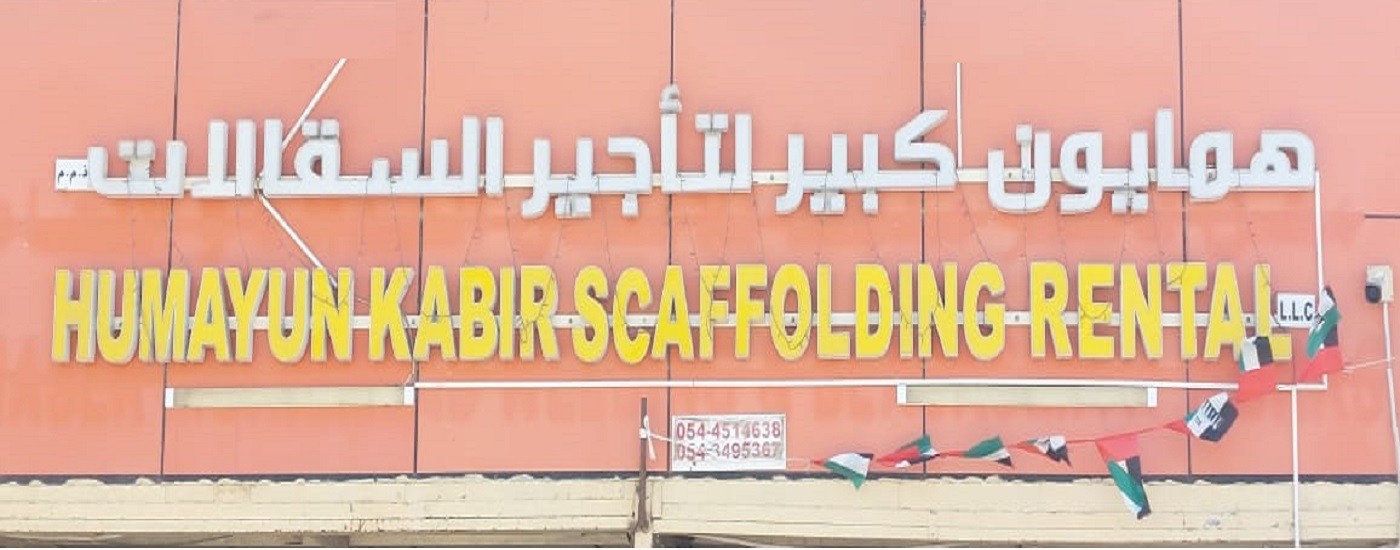 همايون كبير لتأجير السقالات ذ.م.م
HUMAYUN KABIR SCAFFOLDING RENTAL L.L.C
054-4514638
054-3495367